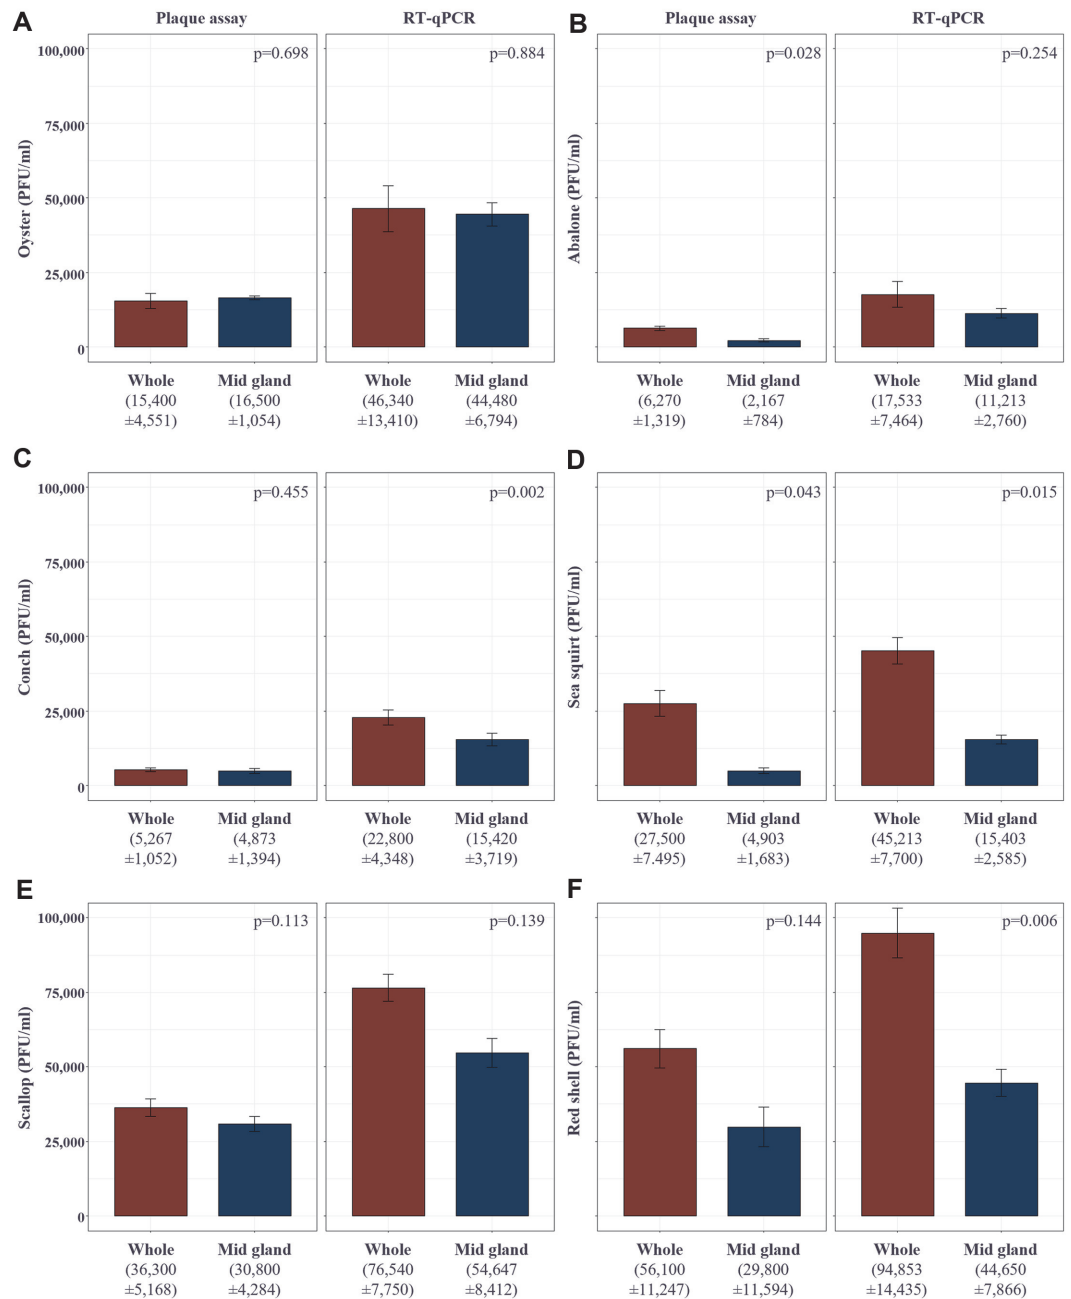 A
Plaque assay
RT-qPCR
Oyster (PFU/ml)
100,000
75,000
50,000
25,000
0
p=0.698
p=0.884
Whole
(15,400
±4,551)
Mid gland
(16,500
±1,054)
Whole
(46,340
±13,410)
Mid gland
(44,480
±6,794)
B
Plaque assay
RT-qPCR
Abalone (PFU/ml)
p=0.028
p=0.254
Whole
(6,270
±1,319)
Mid gland
(2,167
±784)
Whole
(17,533
±7,464)
Mid gland
(11,213
±2,760)
C
Conch (PFU/ml)
100,000
75,000
50,000
25,000
0
p=0.455
p=0.002
Whole
(5,267
±1,052)
Mid gland
(4,873
±1,394)
Whole
(22,800
±4,348)
Mid gland
(15,420
±3,719)
D
Sea squirt (PFU/ml)
p=0.043
p=0.015
Whole
(27,500
±7.495)
Mid gland
(4,903
±1,683)
Whole
(45,213
±7,700)
Mid gland
(15,403
±2,585)
E
Scallop (PFU/ml)
100,000
75,000
50,000
25,000
0
p=0.113
p=0.139
Whole
(36,300
±5,168)
Mid gland
(30,800
±4,284)
Whole
(76,540
±7,750)
Mid gland
(54,647
±8,412)
F
Red shell (PFU/ml)
p=0.144
p=0.006
Whole
(56,100
±11,247)
Mid gland
(29,800
±11,594)
Whole
(94,853
±14,435)
Mid gland
(44,650
±7,866)